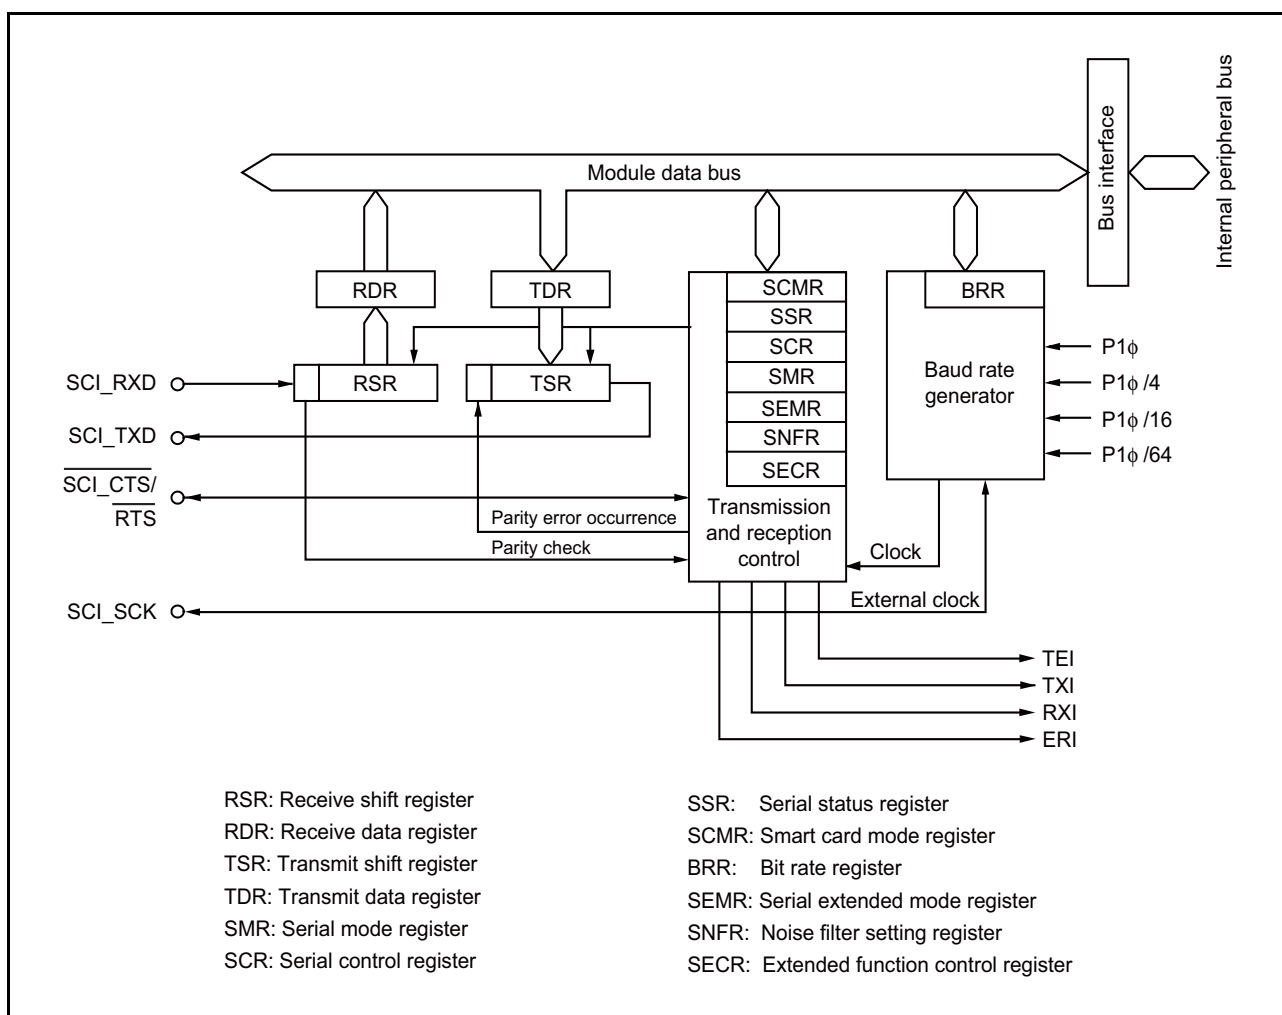 Internal peripheral bus
Bus interface
Module data bus
RDR
TDR
SCMR
BRR
SSR
SCR
SMR
SEMR
SNFR
SECR
RSR
TSR
Baud rate
generator
P1ϕ
P1ϕ /4
P1ϕ /16
P1ϕ /64
SCI_RXD
SCI_TXD
SCI_CTS/
RTS
Transmission
and reception
control
Parity error occurrence
Parity check
Clock
External clock
SCI_SCK
TEI
TXI
RXI
ERI
RSR: Receive shift register
RDR: Receive data register
TSR: Transmit shift register
TDR: Transmit data register
SMR: Serial mode register
SCR: Serial control register
SSR: Serial status register
SCMR: Smart card mode register
BRR: Bit rate register
SEMR: Serial extended mode register
SNFR: Noise filter setting register
SECR: Extended function control register